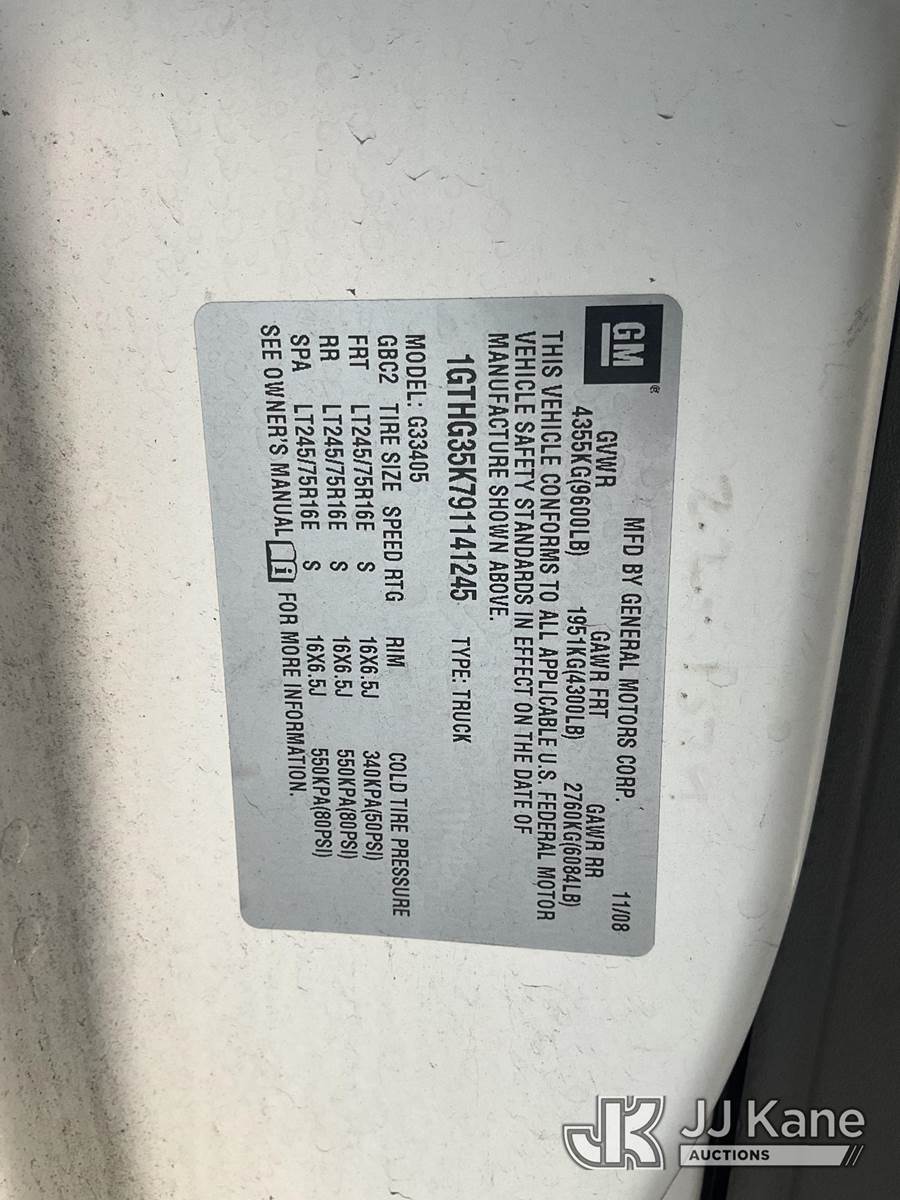 GM
MFD BY GENERAL MOTORS CORP. 11/08
GVWR GAWR FRT GAWR RR
4355KG(9600LB) 1951KG(4300LB) 2760KG(6084LB)
THIS VEHICLE CONFORMS TO ALL APPLICABLE U.S. FEDERAL MOTOR
VEHICLE SAFETY STANDARDS IN EFFECT ON THE DATE OF
MANUFACTURE SHOWN ABOVE.
1GTHG35K791141245 TYPE: TRUCK
MODEL: G33405
GBC2 TIRE SIZE SPEED RTG RIM COLD TIRE PRESSURE
FRT LT245/75R16E S 16X6.5J 340KPA(50PSI)
RR LT245/75R16E S 16X6.5J 550KPA(80PSI)
SPA LT245/75R16E S 16X6.5J 550KPA(80PSI)
SEE OWNER'S MANUAL i FOR MORE INFORMATION.
JK JJ Kane
AUCTIONS